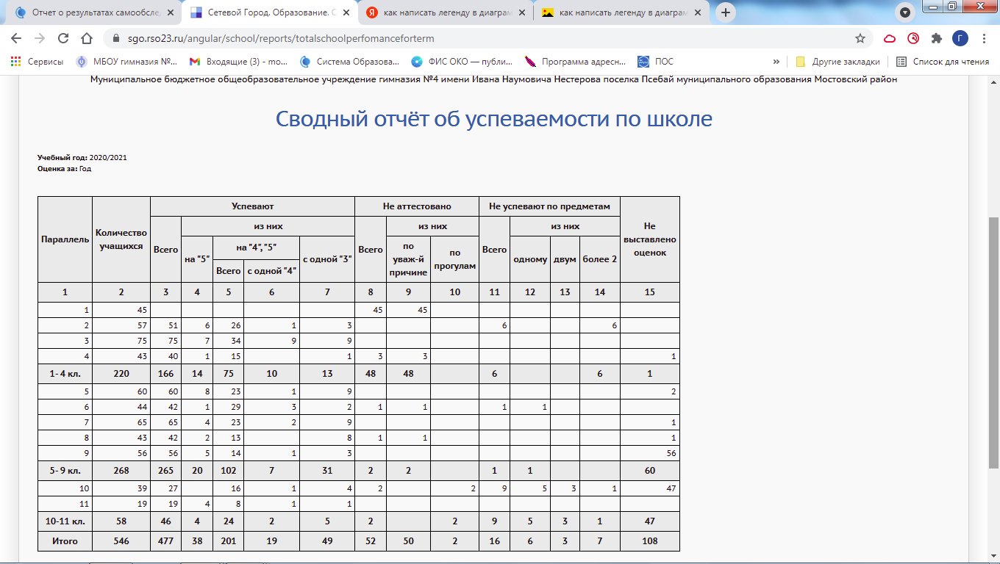 Отчет о результатах самообсле
Сетевой Город. Образование. С
как написать легенду в диаграм
как написать легенду в диаграм
sgo.rso23.ru/angular/school/reports/totalschoolperfomanceforterm
Г
Сервисы МБОУ гимназия №... Входящие (3) - mo... Система Образова... ФИС ОКО — публи... Программа адресн... ПОС » Другие закладки Список для чтения
Муниципальное бюджетное общеобразовательное учреждение гимназия №4 имени Ивана Наумовича Нестерова поселка Псебай муниципального образования Мостовский район
Сводный отчёт об успеваемости по школе
Учебный год: 2020/2021
Оценка за: Год
Параллель
Количество
учащихся
Успевают
Всего
из них
на "5"
на "4","5"
Всего
с одной "4"
с одной "3"
Не аттестовано
Всего
из них
по
уваж-й
причине
по
прогулам
Не успевают по предметам
Всего
из них
одному
двум
более 2
Не
выставлено
оценок
1 2 3 4 5 6 7 8 9 10 11 12 13 14 15
1 45 45 45
2 57 51 6 26 1 3 6 6
3 75 75 7 34 9 9
4 43 40 1 15 1 3 3 1
1- 4 кл. 220 166 14 75 10 13 48 48 6 6 1
5 60 60 8 23 1 9 2
6 44 42 1 29 3 2 1 1 1 1
7 65 65 4 23 2 9 1
8 43 42 2 13 8 1 1 1
9 56 56 5 14 1 3 56
5- 9 кл. 268 265 20 102 7 31 2 2 1 1 60
10 39 27 16 1 4 2 2 9 5 3 1 47
11 19 19 4 8 1 1
10-11 кл. 58 46 4 24 2 5 2 2 9 5 3 1 47
Итого 546 477 38 201 19 49 52 50 2 16 6 3 7 108